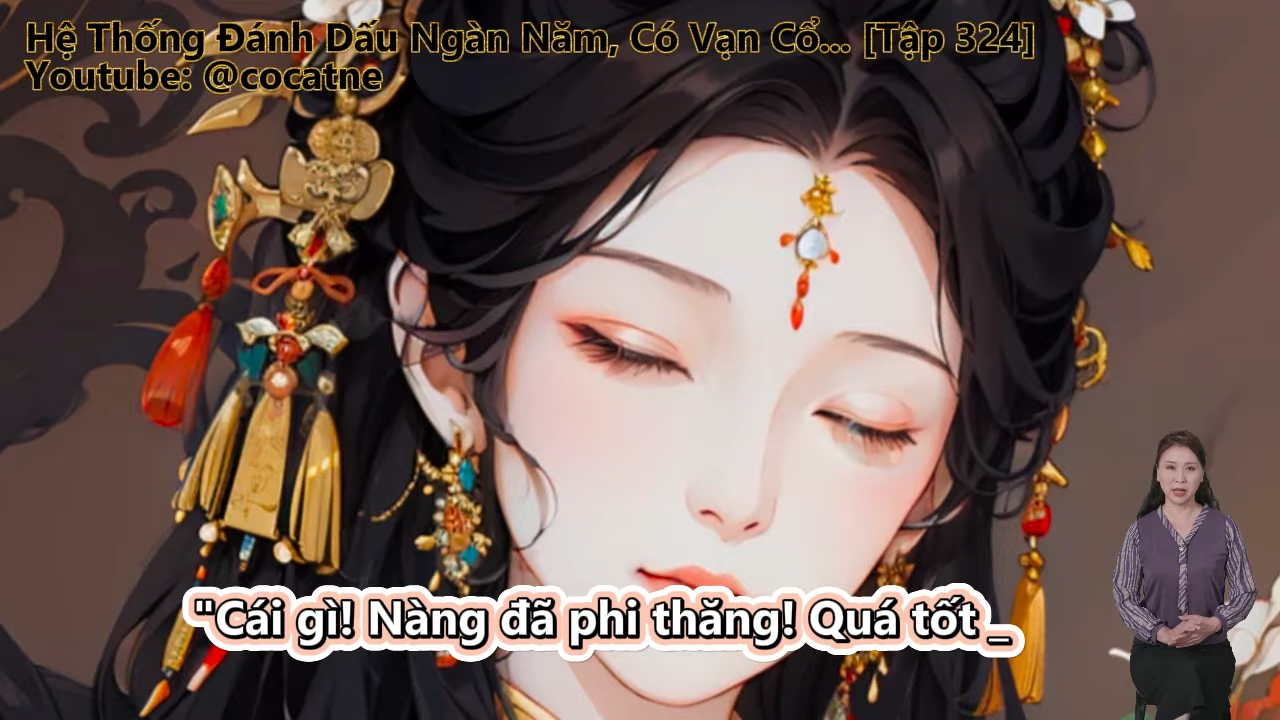 Hệ Thống Đánh Dấu Ngàn Năm, Có Vạn Cổ... [Tập 324]
Youtube: @cocatne
"Cái gì! Nàng đã phi thăng! Quá tốt _